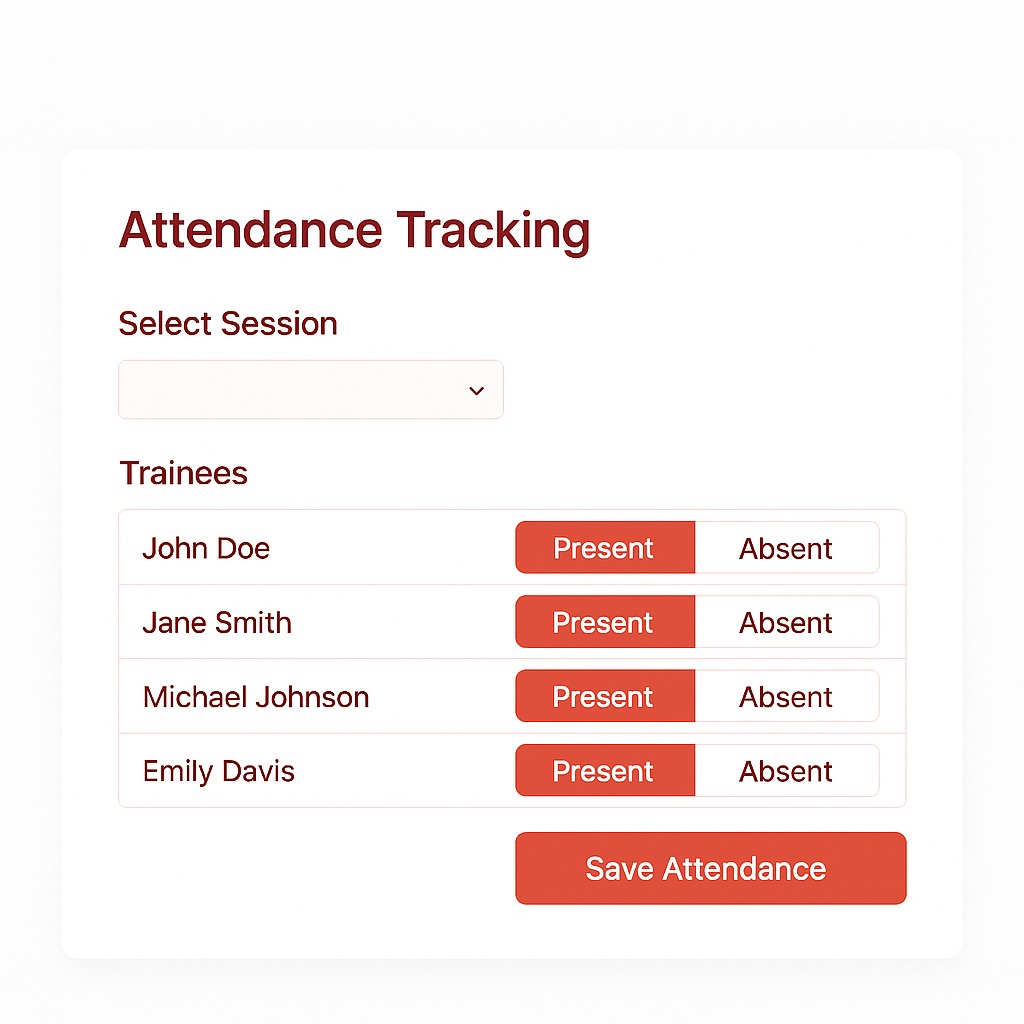 Attendance Tracking
Select Session
Trainees
John Doe Present Absent
Jane Smith Present Absent
Michael Johnson Present Absent
Emily Davis Present Absent
Save Attendance